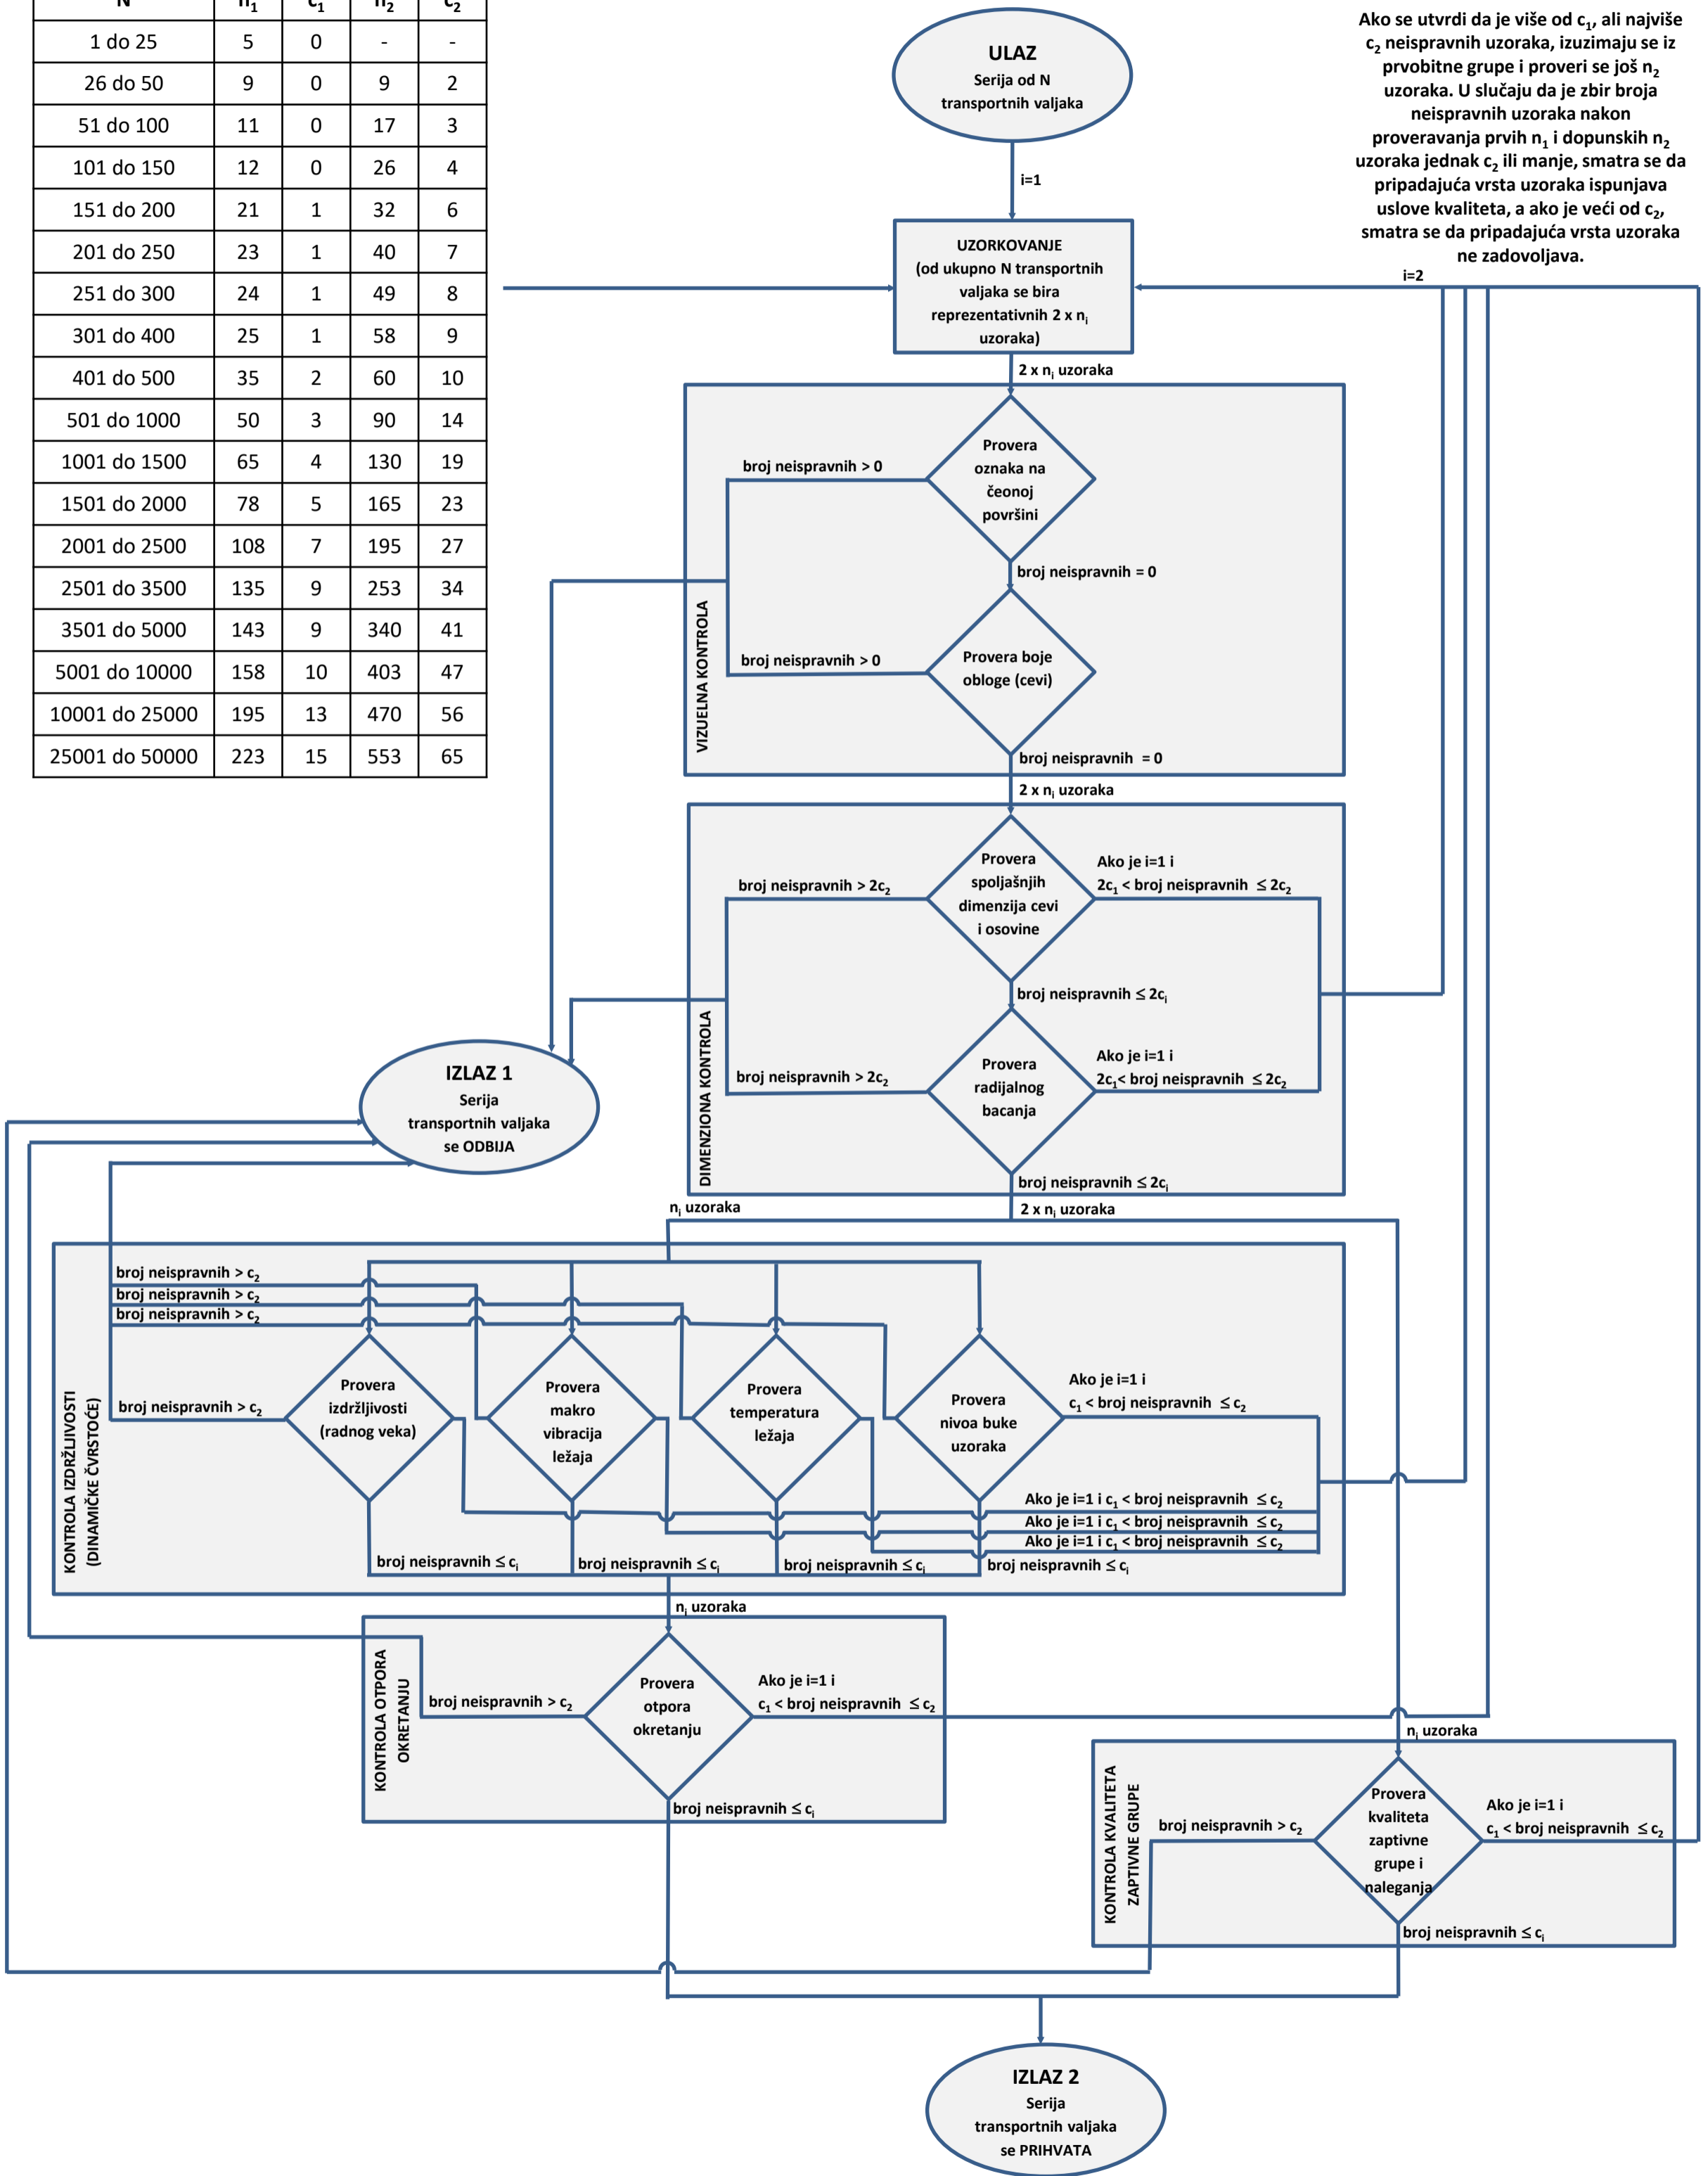 N n₁ c₁ n₂ c₂
1 do 25 5 0 - -
26 do 50 9 0 9 2
51 do 100 11 0 17 3
101 do 150 12 0 26 4
151 do 200 21 1 32 6
201 do 250 23 1 40 7
251 do 300 24 1 49 8
301 do 400 25 1 58 9
401 do 500 35 2 60 10
501 do 1000 50 3 90 14
1001 do 1500 65 4 130 19
1501 do 2000 78 5 165 23
2001 do 2500 108 7 195 27
2501 do 3500 135 9 253 34
3501 do 5000 143 9 340 41
5001 do 10000 158 10 403 47
10001 do 25000 195 13 470 56
25001 do 50000 223 15 553 65
ULAZ
Serija od N
transportnih valjaka
Ako se utvrdi da je više od c₁, ali najviše
c₂ neispravnih uzoraka, izuzimaju se iz
prvobitne grupe i proveri se još n₂
uzoraka. U slučaju da je zbir broja
neispravnih uzoraka nakon
proveravanja prvih n₁ i dopunskih n₂
uzoraka jednak c₂ ili manje, smatra se da
pripadajuća vrsta uzoraka ispunjava
uslove kvaliteta, a ako je veći od c₂,
smatra se da pripadajuća vrsta uzoraka
ne zadovoljava.
i=1
i=2
UZORKOVANJE
(od ukupno N transportnih
valjaka se bira
reprezentativnih 2 x nᵢ
uzoraka)
2 x nᵢ uzoraka
VIZUELNA KONTROLA
Provera
oznaka na
čeonoj
površini
broj neispravnih > 0
broj neispravnih = 0
Provera boje
obloge (cevi)
broj neispravnih > 0
broj neispravnih = 0
2 x nᵢ uzoraka
DIMENZIONA KONTROLA
Provera
spoljašnjih
dimenzija cevi
i osovine
broj neispravnih > 2c₂
Ako je i=1 i
2c₁ < broj neispravnih ≤ 2c₂
broj neispravnih ≤ 2cᵢ
Provera
radijalnog
bacanja
broj neispravnih > 2c₂
Ako je i=1 i
2c₁< broj neispravnih ≤ 2c₂
broj neispravnih ≤ 2cᵢ
IZLAZ 1
Serija
transportnih valjaka
se ODBIJA
nᵢ uzoraka
2 x nᵢ uzoraka
KONTROLA IZDRŽLJIVOSTI
(DINAMIČKE ČVRSTOĆE)
broj neispravnih > c₂
broj neispravnih > c₂
broj neispravnih > c₂
broj neispravnih > c₂
Provera
izdržljivosti
(radnog veka)
Provera
makro
vibracija
ležaja
Provera
temperatura
ležaja
Provera
nivoa buke
uzoraka
Ako je i=1 i
c₁ < broj neispravnih ≤ c₂
Ako je i=1 i c₁ < broj neispravnih ≤ c₂
Ako je i=1 i c₁ < broj neispravnih ≤ c₂
Ako je i=1 i c₁ < broj neispravnih ≤ c₂
broj neispravnih ≤ cᵢ
broj neispravnih ≤ cᵢ
broj neispravnih ≤ cᵢ
broj neispravnih ≤ cᵢ
nᵢ uzoraka
KONTROLA OTPORA
OKRETANJU
broj neispravnih > c₂
Provera
otpora
okretanju
Ako je i=1 i
c₁ < broj neispravnih ≤ c₂
broj neispravnih ≤ cᵢ
nᵢ uzoraka
KONTROLA KVALITETA
ZAPTIVNE GRUPE
broj neispravnih > c₂
Provera
kvaliteta
zaptivne
grupe i
naleganja
Ako je i=1 i
c₁ < broj neispravnih ≤ c₂
broj neispravnih ≤ cᵢ
IZLAZ 2
Serija
transportnih valjaka
se PRIHVATA